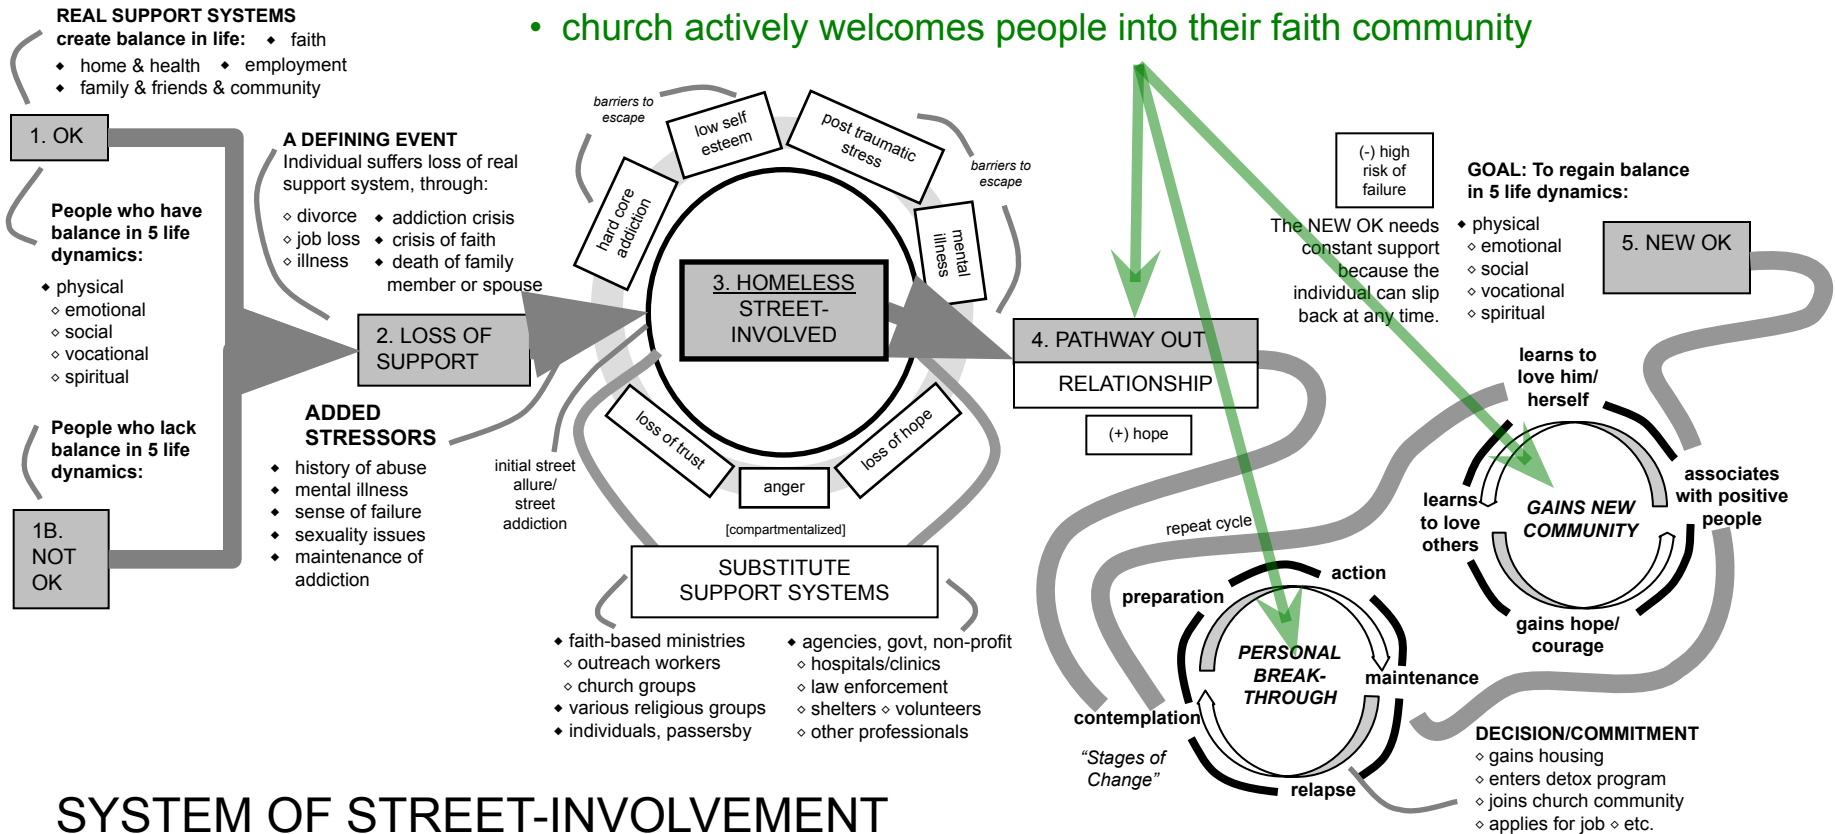 • church actively welcomes people into their faith community
REAL SUPPORT SYSTEMS
create balance in life: ◆ faith
◆ home & health ◆ employment
◆ family & friends & community
1. OK
People who have
balance in 5 life
dynamics:
◆ physical
◇ emotional
◇ social
◇ vocational
◇ spiritual
People who lack
balance in 5 life
dynamics:
1B.
NOT
OK
A DEFINING EVENT
Individual suffers loss of real
support system, through:
◇ divorce ◆ addiction crisis
◇ job loss ◆ crisis of faith
◇ illness ◆ death of family
member or spouse
2. LOSS OF
SUPPORT
ADDED
STRESSORS
◆ history of abuse
◆ mental illness
◆ sense of failure
◆ sexuality issues
◆ maintenance of
addiction
initial street
allure/
street
addiction
barriers to
escape
hard core
addiction
low self
esteem
post traumatic
stress
mental
illness
barriers to
escape
3. HOMELESS
STREET-
INVOLVED
loss of trust
anger
loss of hope
[compartmentalized]
SUBSTITUTE
SUPPORT SYSTEMS
◆ faith-based ministries
◇ outreach workers
◇ church groups
◆ various religious groups
◆ individuals, passersby
◆ agencies, govt, non-profit
◇ hospitals/clinics
◇ law enforcement
◇ shelters ◇ volunteers
◇ other professionals
4. PATHWAY OUT
RELATIONSHIP
(+) hope
(-) high
risk of
failure
The NEW OK needs
constant support
because the
individual can slip
back at any time.
GOAL: To regain balance
in 5 life dynamics:
◆ physical
◇ emotional
◇ social
◇ vocational
◇ spiritual
5. NEW OK
learns to
love him/
herself
associates
with positive
people
learns
to love
others
gains hope/
courage
GAINS NEW
COMMUNITY
repeat cycle
preparation
action
maintenance
contemplation
relapse
PERSONAL
BREAK-
THROUGH
"Stages of
Change"
DECISION/COMMITMENT
◇ gains housing
◇ enters detox program
◇ joins church community
◇ applies for job ◇ etc.
SYSTEM OF STREET-INVOLVEMENT